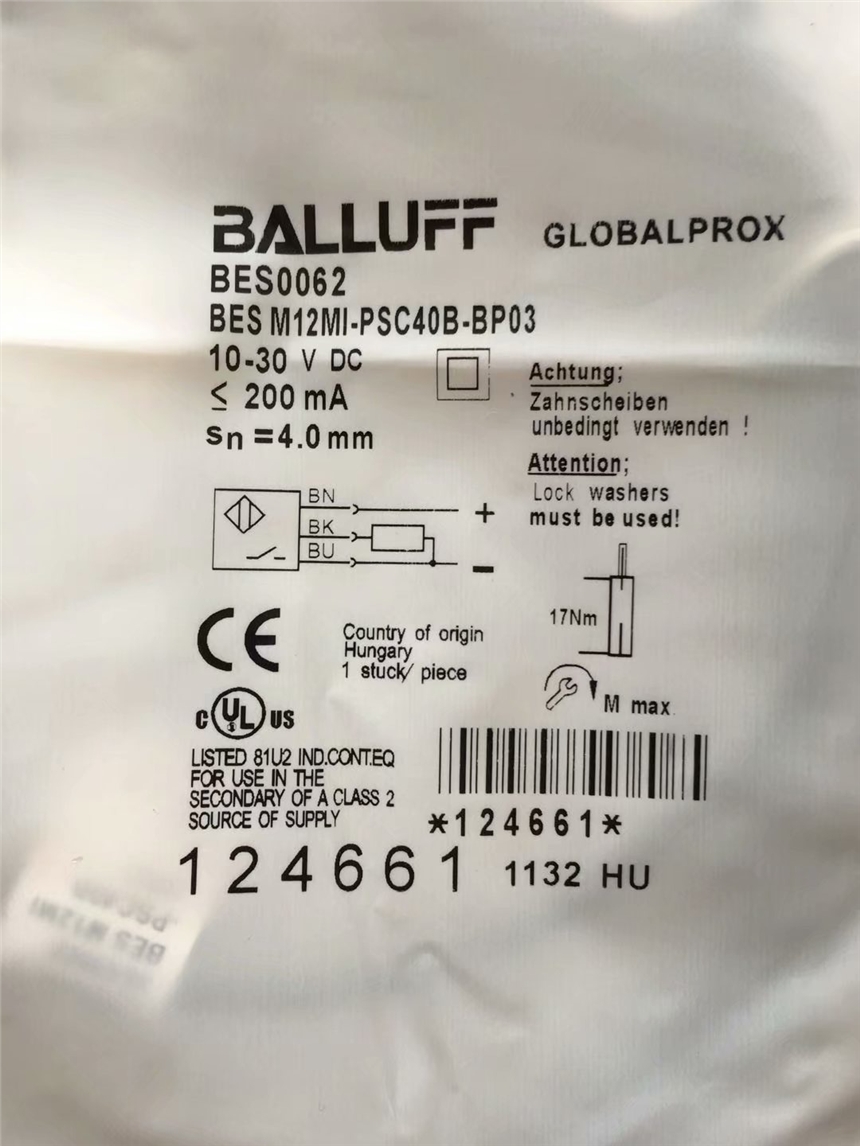 BALLUFF GLOBALPROX
BES0062
BES M12MI-PSC40B-BP03
10-30 V DC
≤ 200 mA
Sn =4.0 mm
Achtung;
Zahnscheiben
unbedingt verwenden !
Attention;
Lock washers
must be used!
BN
BK
BU
+
-
17Nm
M max.
CE
Country of origin
Hungary
1 stuck/ piece
C UL US
LISTED 81U2 IND.CONT.EQ
FOR USE IN THE
SECONDARY OF A CLASS 2
SOURCE OF SUPPLY
*124661*
124661 1132 HU
BES M12MI
-PSC40B